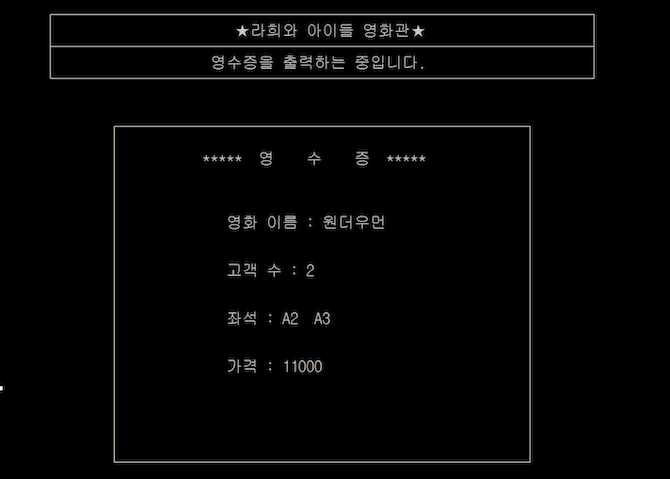 ★라희와 아이들 영화관★
영수증을 출력하는 중입니다.
***** 영 수 증 *****
영화 이름 : 원더우먼
고객 수 : 2
좌석 : A2 A3
가격 : 11000